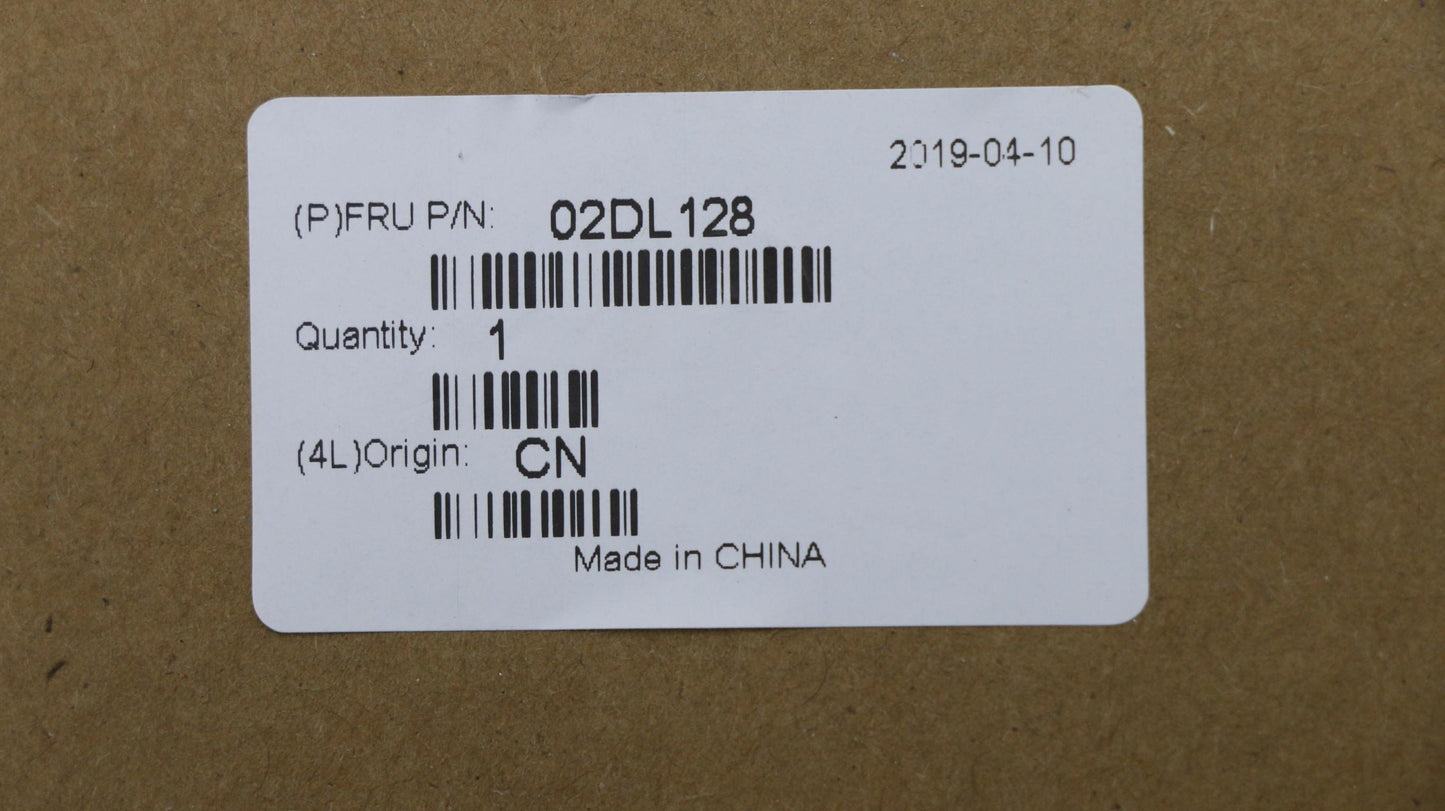 2019-04-10
(P)FRU P/N: 02DL128
Quantity: 1
(4L)Origin: CN
Made in CHINA